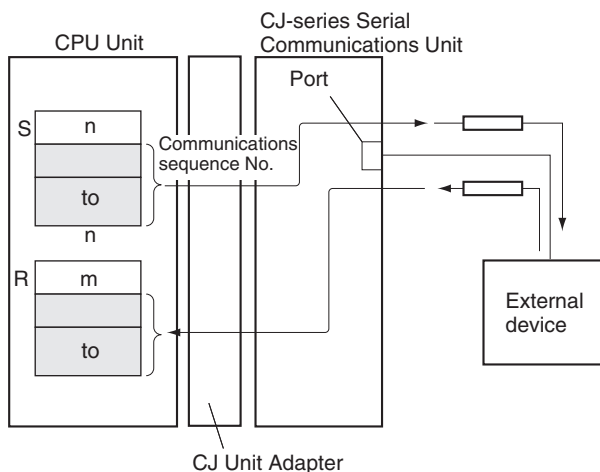 CJ-series Serial
Communications Unit
CPU Unit
Port
S
n
Communications
sequence No.
to
n
R
m
to
External
device
CJ Unit Adapter